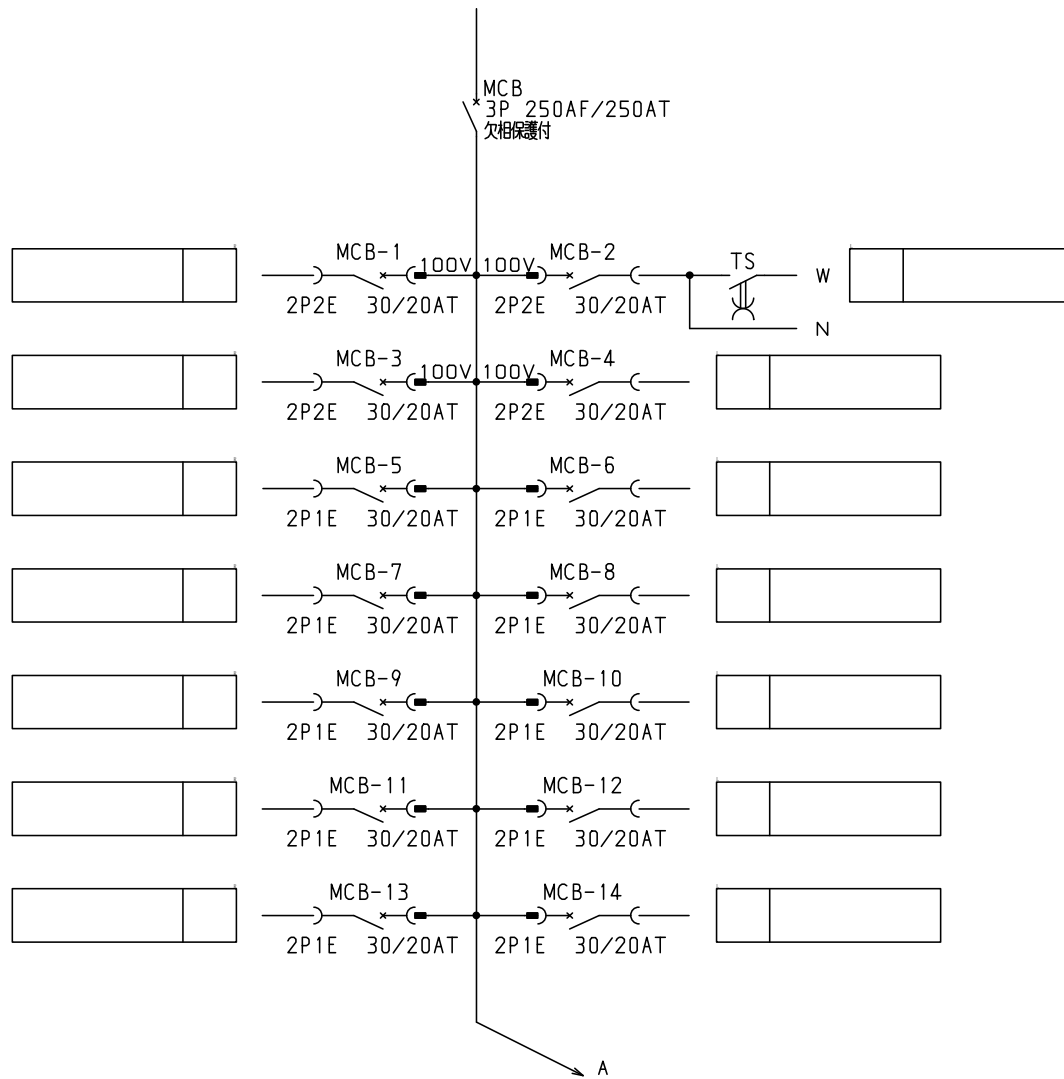 MCB
3P 250AF/250AT
欠相保護付
MCB-1 100V 100V MCB-2 TS W
2P2E 30/20AT 2P2E 30/20AT N
MCB-3 100V 100V MCB-4
2P2E 30/20AT 2P2E 30/20AT
MCB-5 MCB-6
2P1E 30/20AT 2P1E 30/20AT
MCB-7 MCB-8
2P1E 30/20AT 2P1E 30/20AT
MCB-9 MCB-10
2P1E 30/20AT 2P1E 30/20AT
MCB-11 MCB-12
2P1E 30/20AT 2P1E 30/20AT
MCB-13 MCB-14
2P1E 30/20AT 2P1E 30/20AT
A